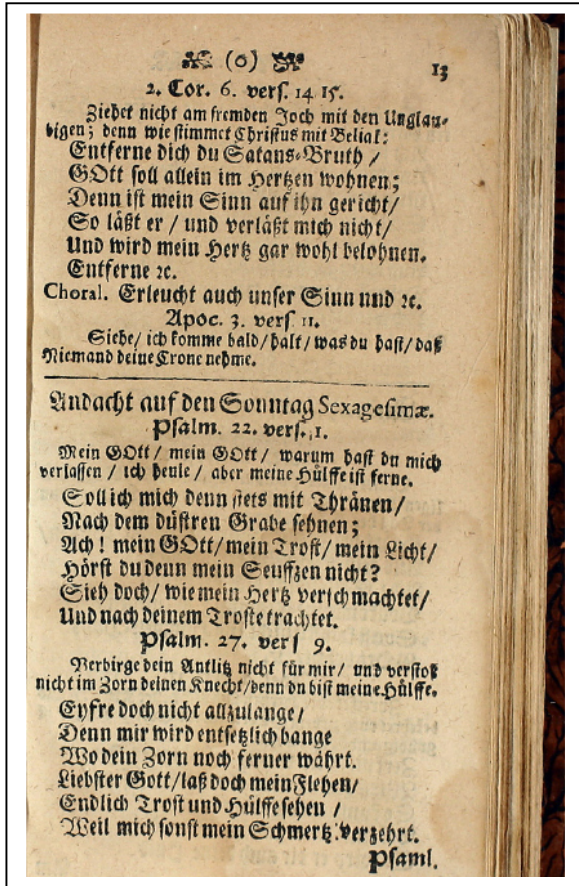 (o) 13
2. Cor. 6. vers. 14 15.
Ziehet nicht am fremden Joch mit den Unglau-
bigen; denn wie stimmet Christus mit Belial:
Entferne dich du Satans-Bruth /
GOtt soll allein im Hertzen wohnen;
Denn ist mein Sinn auf ihn gericht/
So läßt er / und verläßt mich nicht/
Und wird mein Hertz gar wohl belohnen.
Entferne ꝛc.
Choral. Erleucht auch unser Sinn und ꝛc.
Apoc. 3. vers. 11.
Siehe/ ich komme bald/ halt/ was du hast/ daß
Niemand deine Crone nehme.
Andacht auf den Sonntag Sexagesimæ.
Psalm. 22. vers. 1.
Mein GOtt/ mein GOtt/ warum hast du mich
verlassen / ich heule / aber meine Hülffe ist ferne.
Soll ich mich denn stets mit Thränen/
Nach dem düstren Grabe sehnen;
Ach! mein GOtt/ mein Trost/ mein Licht/
Hörst du denn mein Seuffzen nicht?
Sieh doch/ wie mein Hertz verschmachtet/
Und nach deinem Troste trachtet.
Psalm. 27. vers 9.
Verbirge dein Antlitz nicht für mir/ und verstoß
nicht im Zorn deinen Knecht/ denn du bist meine Hülffe.
Eyfre doch nicht allzulange/
Denn mir wird entsetzlich bange
Wo dein Zorn noch ferner währt.
Liebster Gott/ laß doch mein Flehen/
Endlich Trost und Hülffe sehen /
Weil mich sonst mein Schmertz verzehrt.
Psaml.